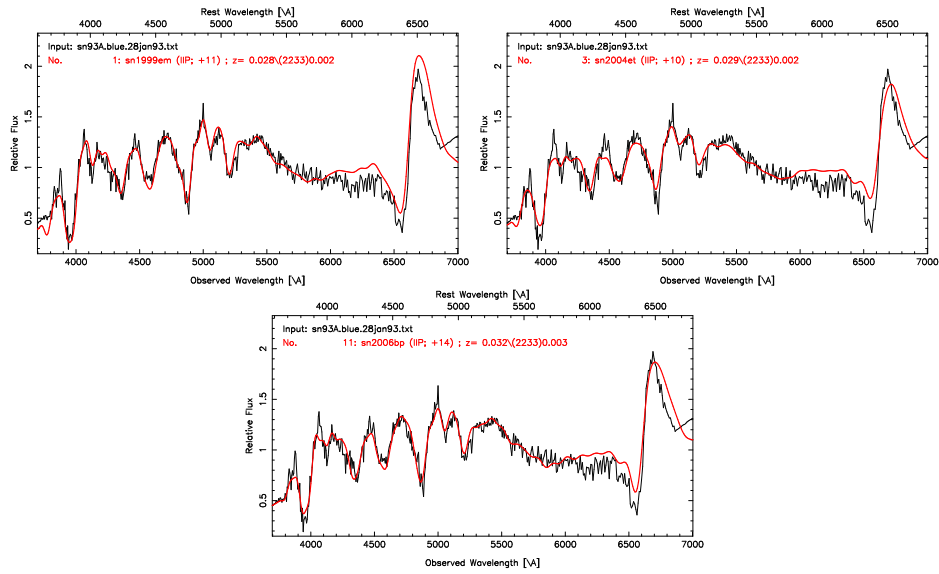 Rest Wavelength [\A]
4000 4500 5000 5500 6000 6500
Input: sn93A.blue.28jan93.txt
No. 1: sn1999em (IIP; +11) ; z= 0.028\(2233)0.002
Relative Flux
0.5 1 1.5 2
4000 4500 5000 5500 6000 6500 7000
Observed Wavelength [\A]
Rest Wavelength [\A]
4000 4500 5000 5500 6000 6500
Input: sn93A.blue.28jan93.txt
No. 3: sn2004et (IIP; +10) ; z= 0.029\(2233)0.002
Relative Flux
0.5 1 1.5 2
4000 4500 5000 5500 6000 6500 7000
Observed Wavelength [\A]
Rest Wavelength [\A]
4000 4500 5000 5500 6000 6500
Input: sn93A.blue.28jan93.txt
No. 11: sn2006bp (IIP; +14) ; z= 0.032\(2233)0.003
Relative Flux
0.5 1 1.5 2
4000 4500 5000 5500 6000 6500 7000
Observed Wavelength [\A]